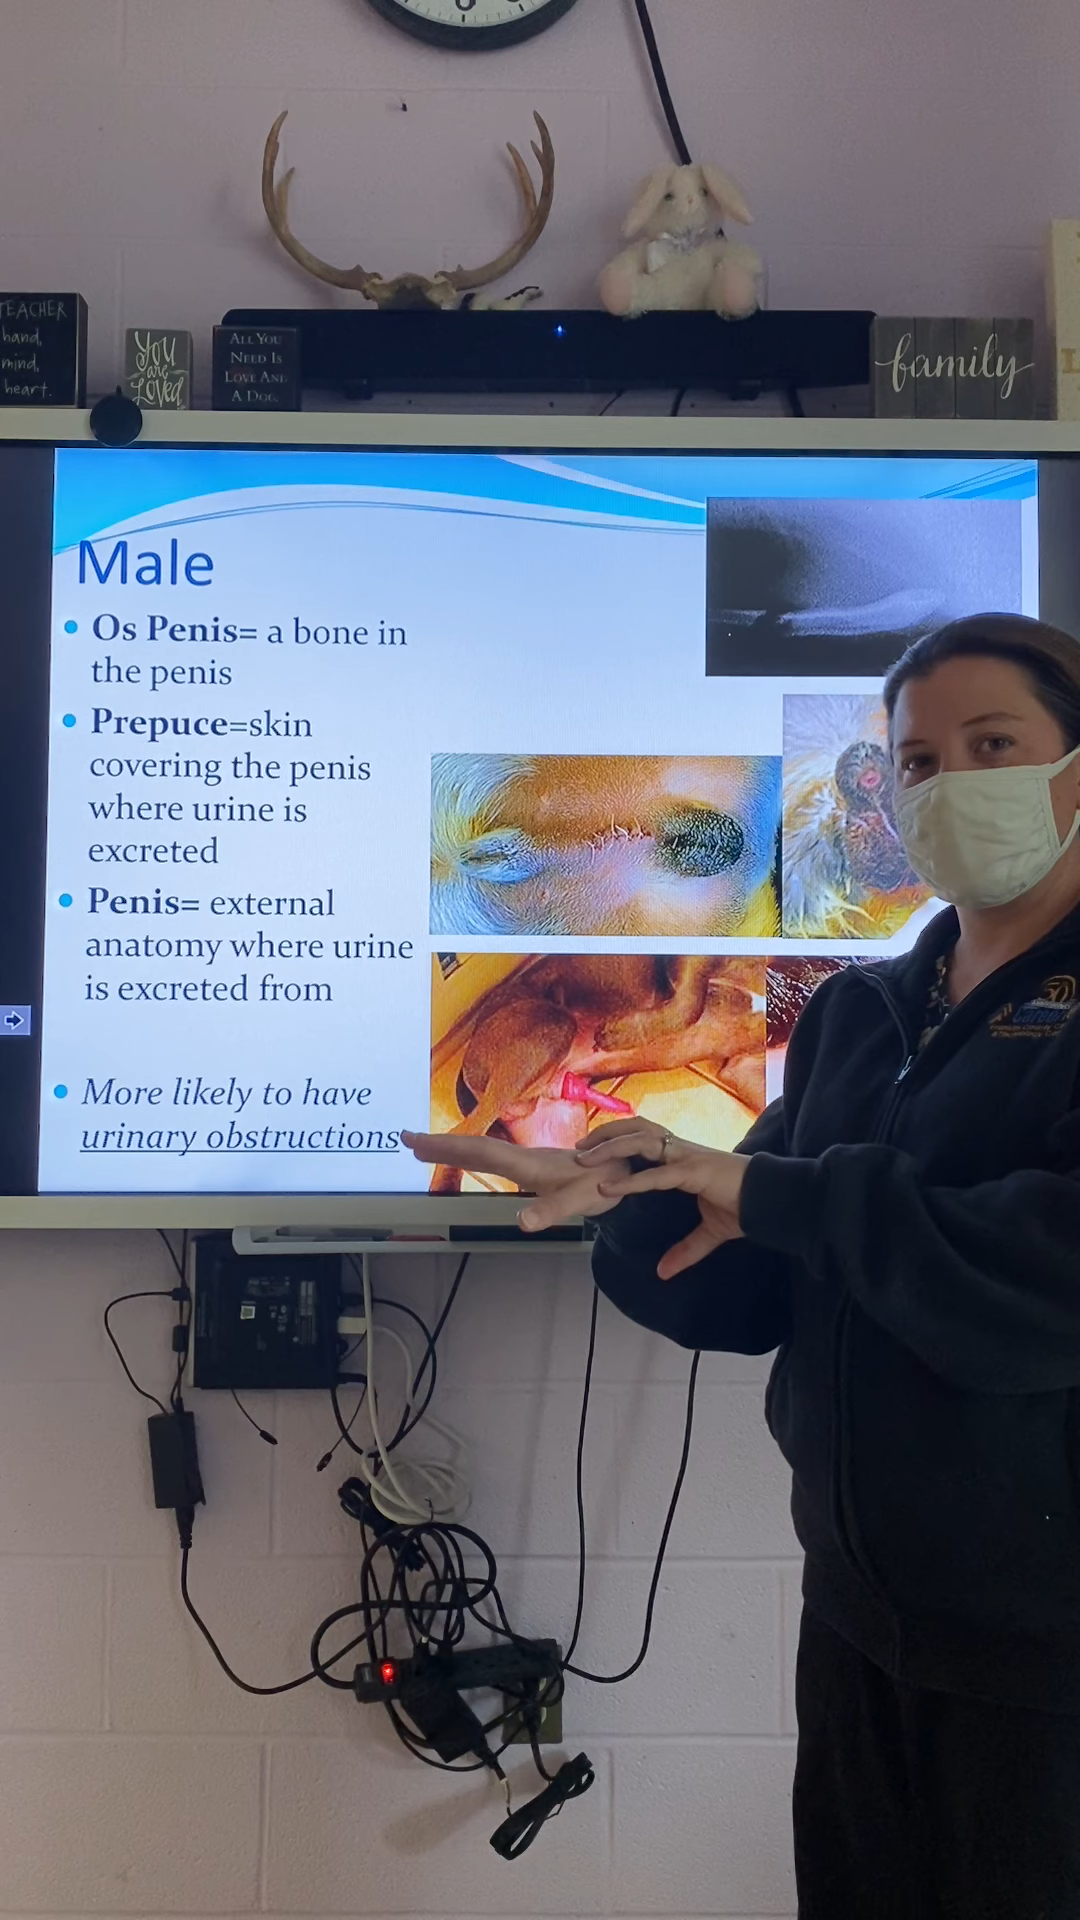 TEACHER
hand,
mind,
heart.
You
are
Loved
ALL YOU
NEED IS
LOVE AND
A DOG.
family
Male
• Os Penis= a bone in
the penis
• Prepuce=skin
covering the penis
where urine is
excreted
• Penis= external
anatomy where urine
is excreted from
• More likely to have
urinary obstructions
50